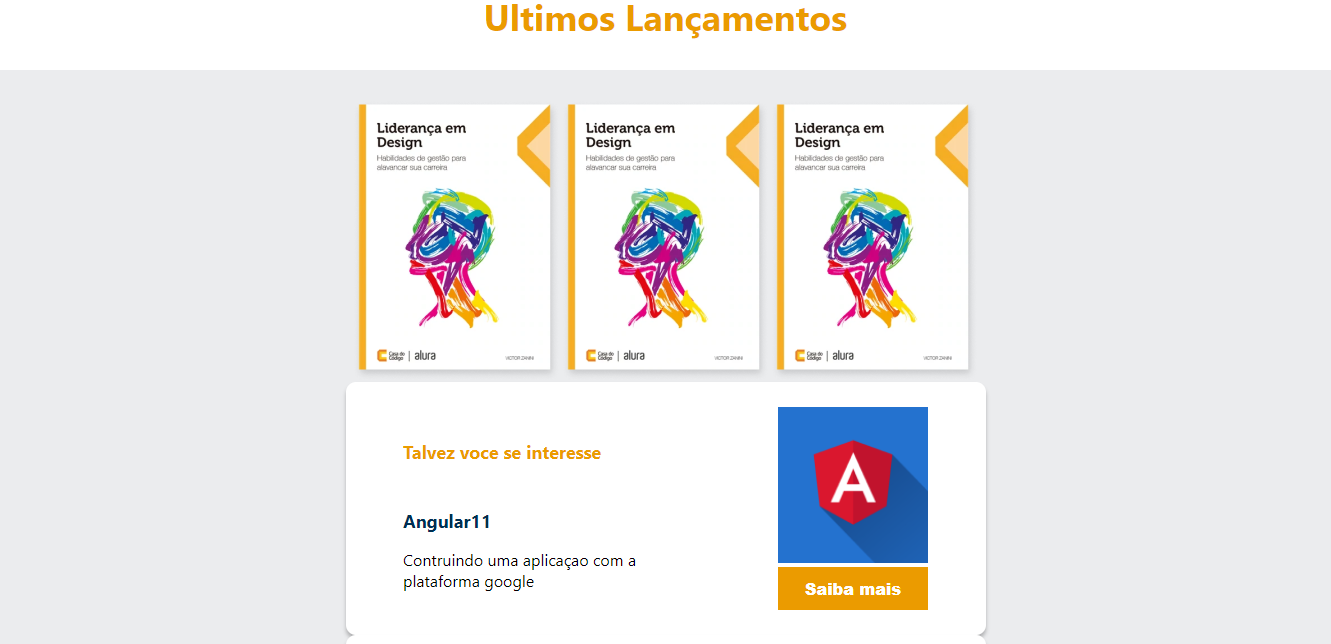 Ultimos Lançamentos
Liderança em
Design
Habilidades de gestão para
alavancar sua carreira
Casa do
Código
alura
VICTOR ZANINI
Liderança em
Design
Habilidades de gestão para
alavancar sua carreira
Casa do
Código
alura
VICTOR ZANINI
Liderança em
Design
Habilidades de gestão para
alavancar sua carreira
Casa do
Código
alura
VICTOR ZANINI
Talvez voce se interesse
Angular11
Contruindo uma aplicaçao com a
plataforma google
A
Saiba mais